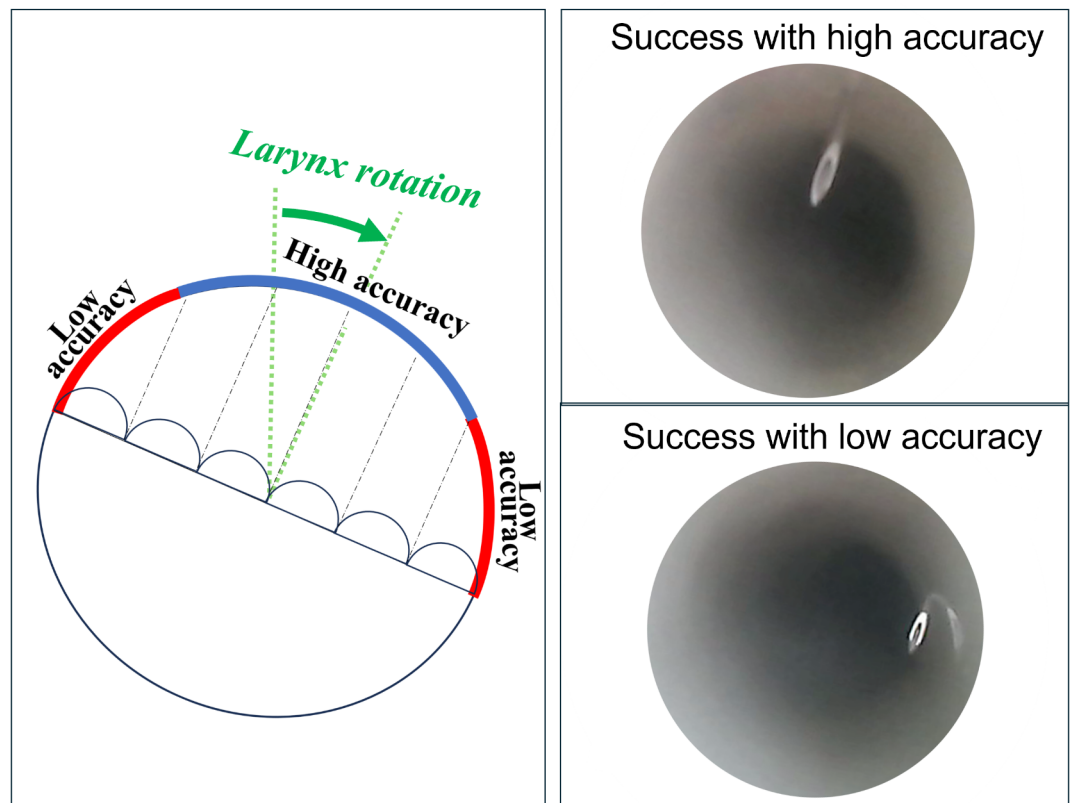 Larynx rotation
High accuracy
Low
accuracy
Low
accuracy
Success with high accuracy
Success with low accuracy